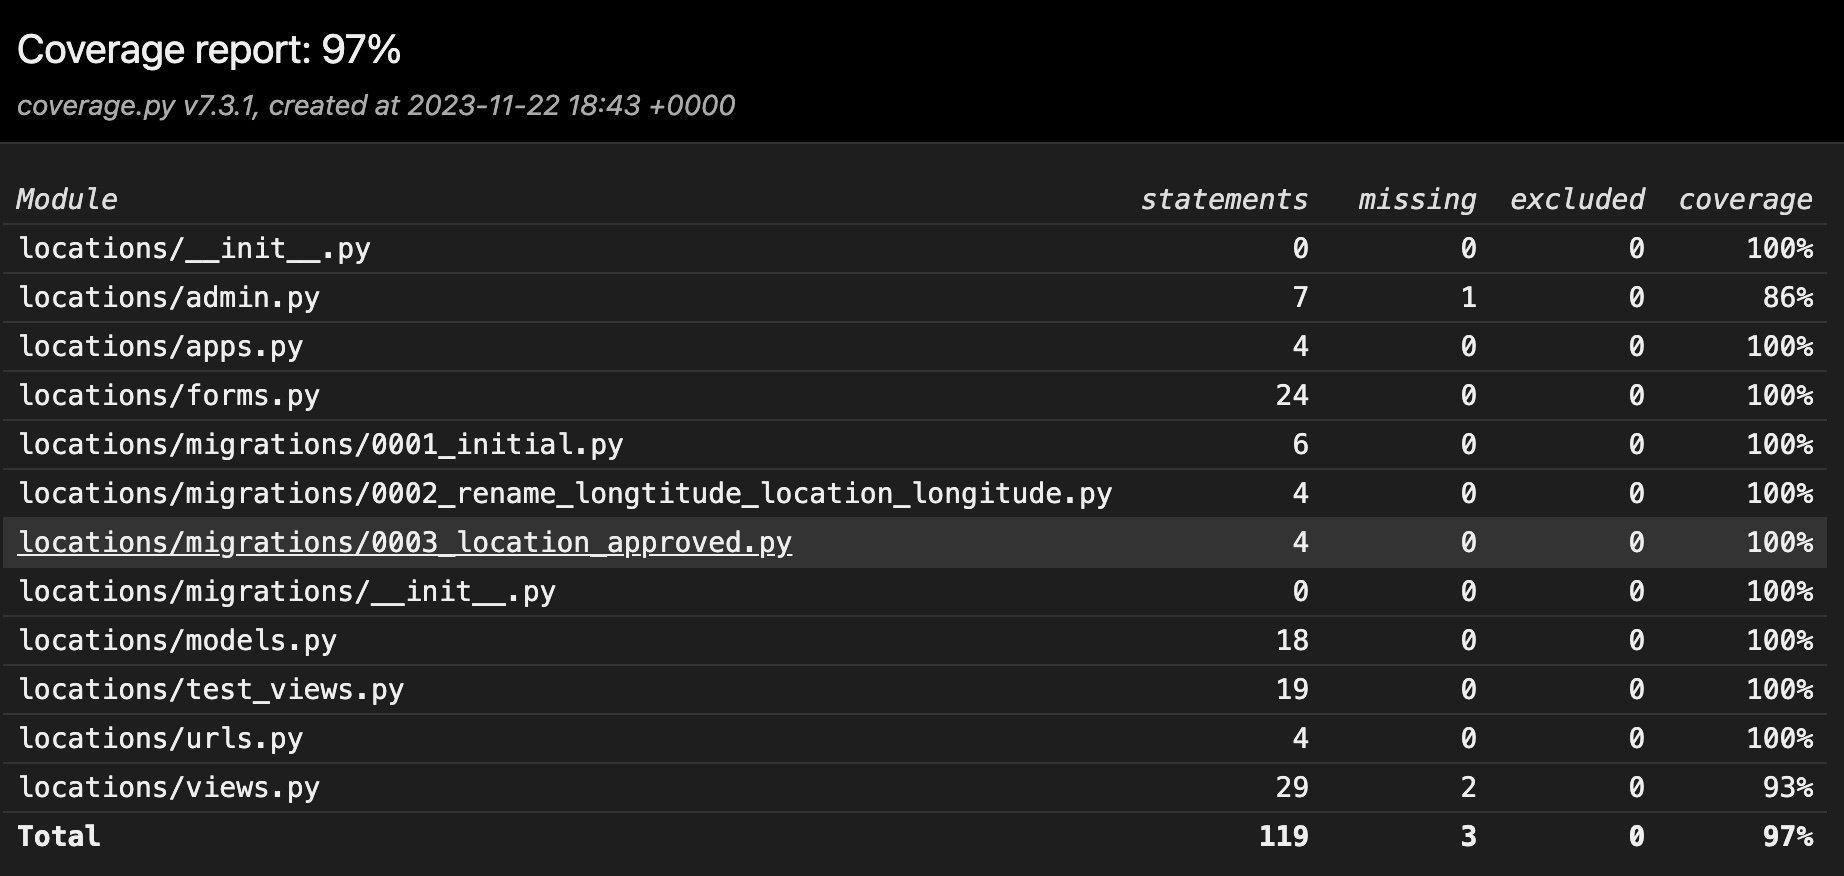 Coverage report: 97%
coverage.py v7.3.1, created at 2023-11-22 18:43 +0000
Module statements missing excluded coverage
locations/__init__.py 0 0 0 100%
locations/admin.py 7 1 0 86%
locations/apps.py 4 0 0 100%
locations/forms.py 24 0 0 100%
locations/migrations/0001_initial.py 6 0 0 100%
locations/migrations/0002_rename_longtitude_location_longitude.py 4 0 0 100%
locations/migrations/0003_location_approved.py 4 0 0 100%
locations/migrations/__init__.py 0 0 0 100%
locations/models.py 18 0 0 100%
locations/test_views.py 19 0 0 100%
locations/urls.py 4 0 0 100%
locations/views.py 29 2 0 93%
Total 119 3 0 97%